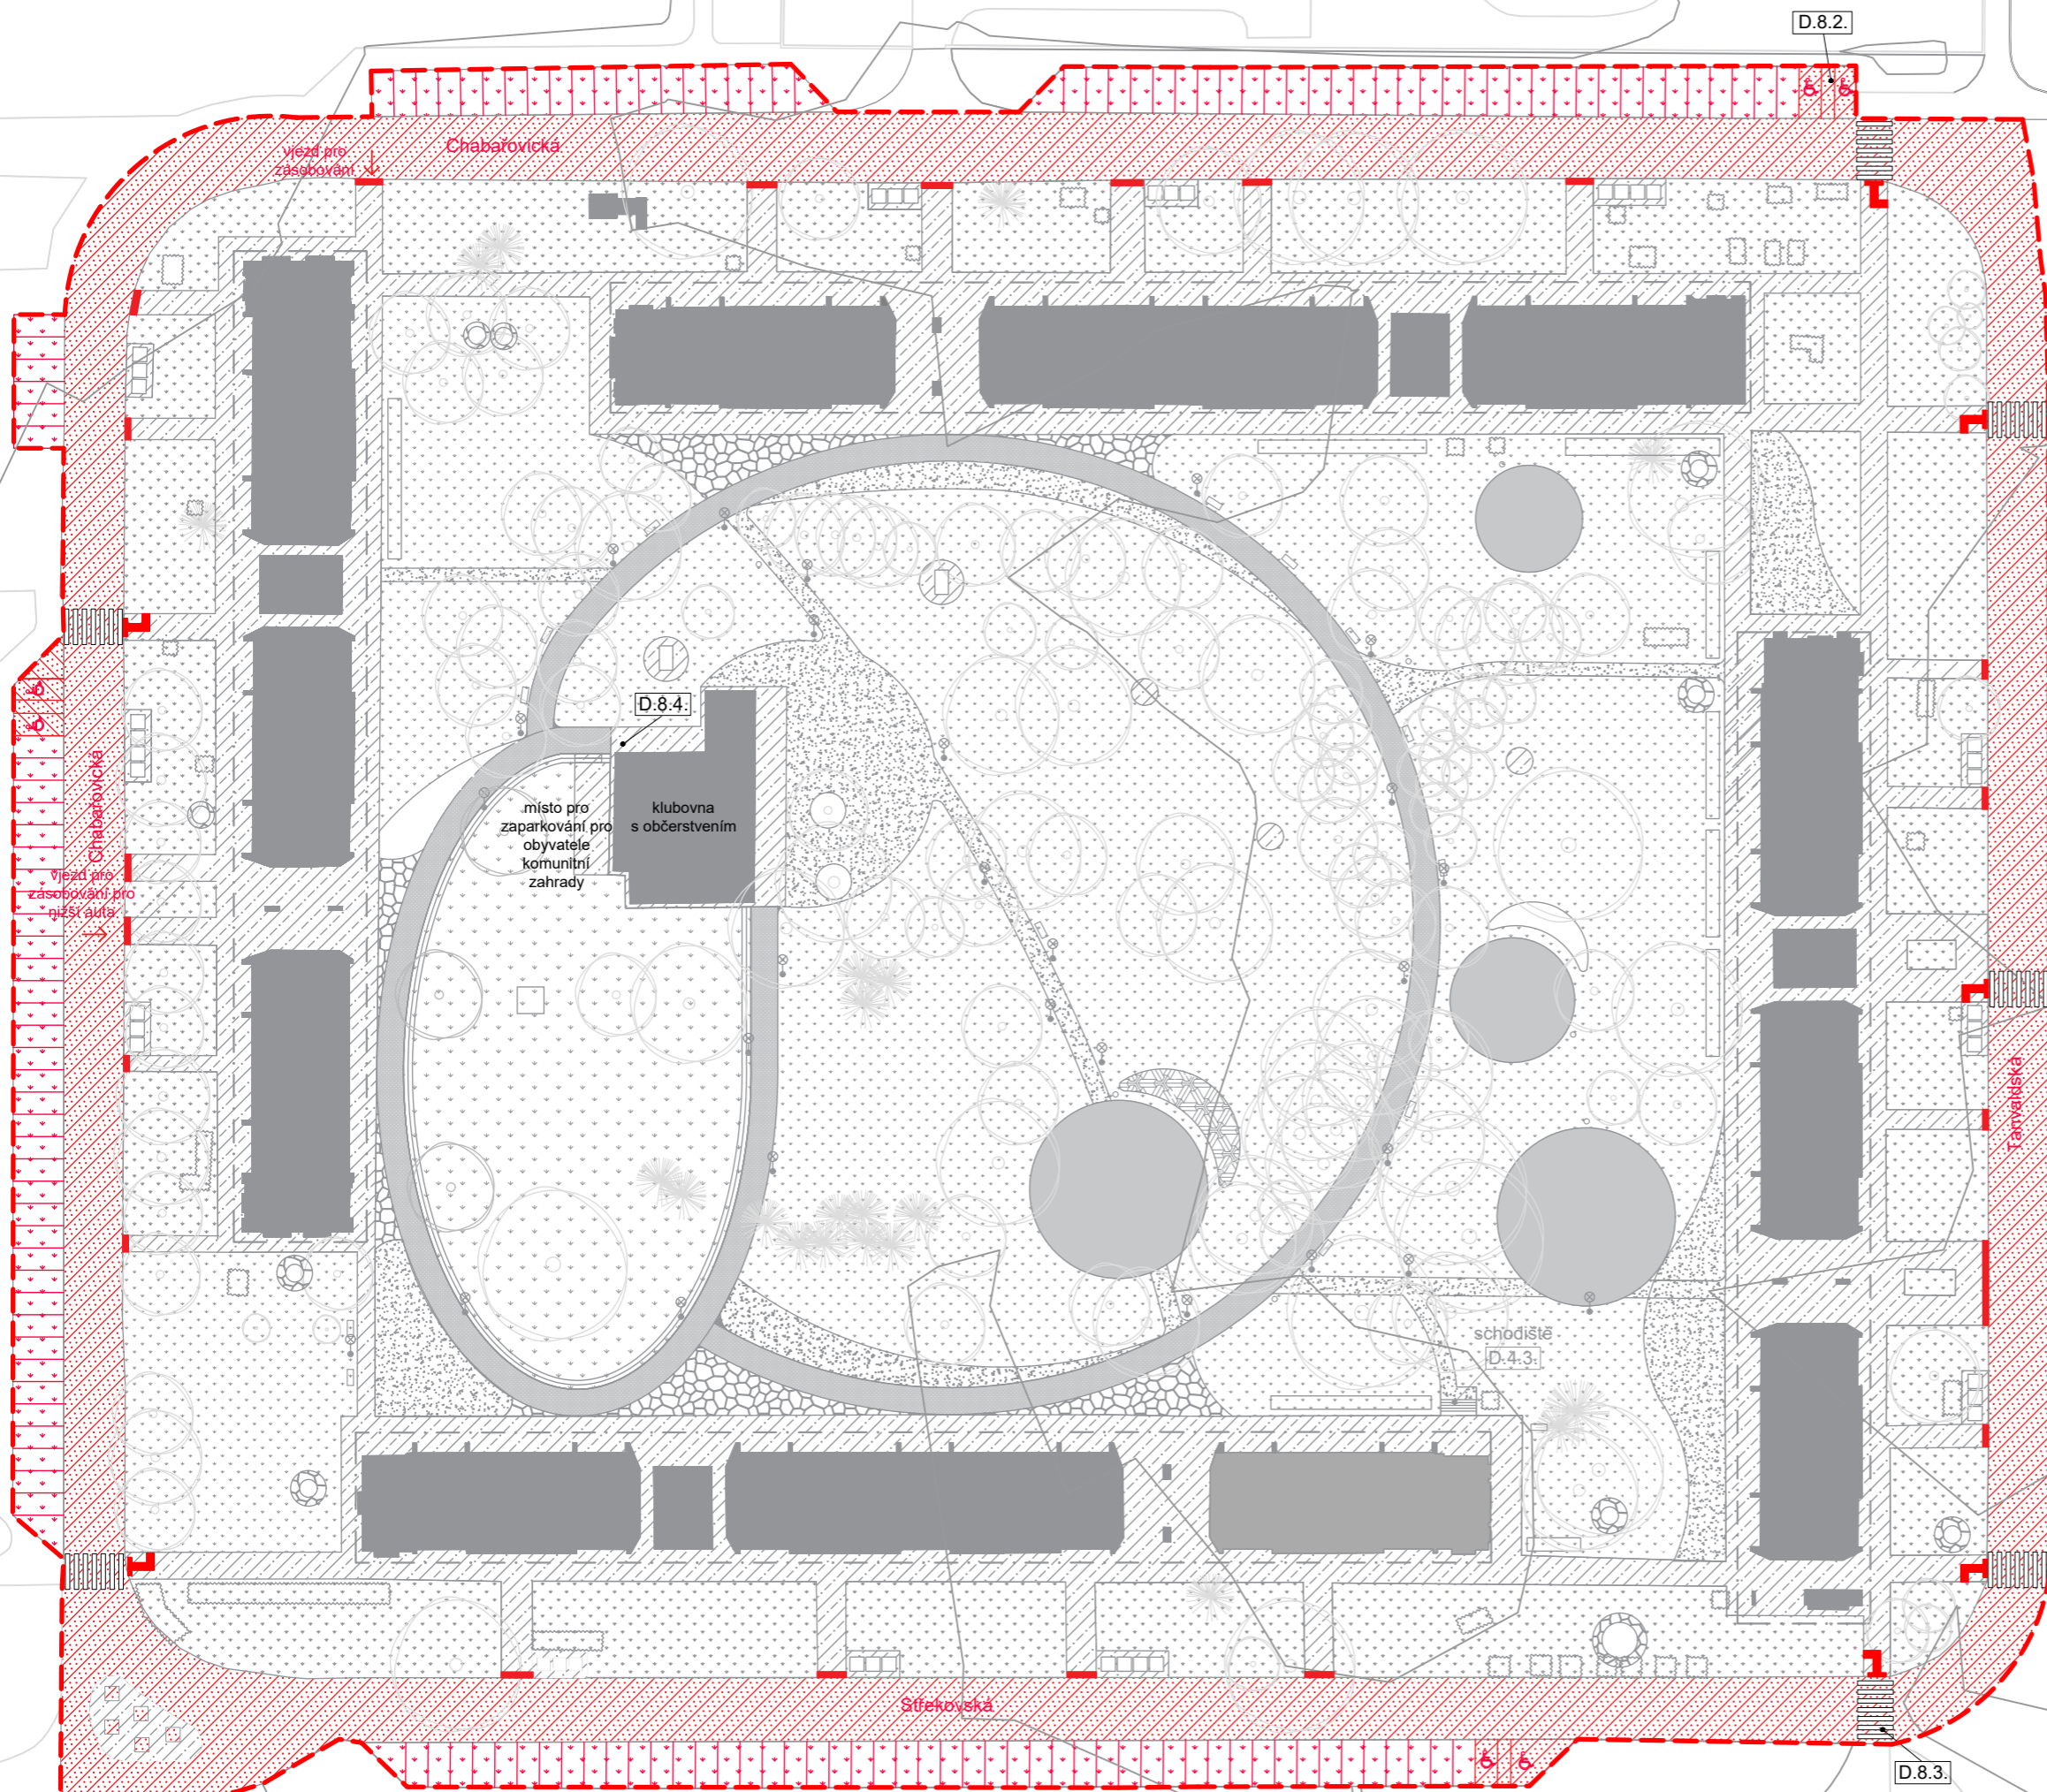 D.8.2.
Chabařovická
vjezd pro
zásobování
D.8.4.
místo pro
zaparkování pro
obyvatele
komunitní
zahrady
klubovna
s občerstvením
Chabařovická
vjezd pro
zásobování pro
nižší auta
Tanvaldská
schodiště
D.4.3.
Střekovská
D.8.3.